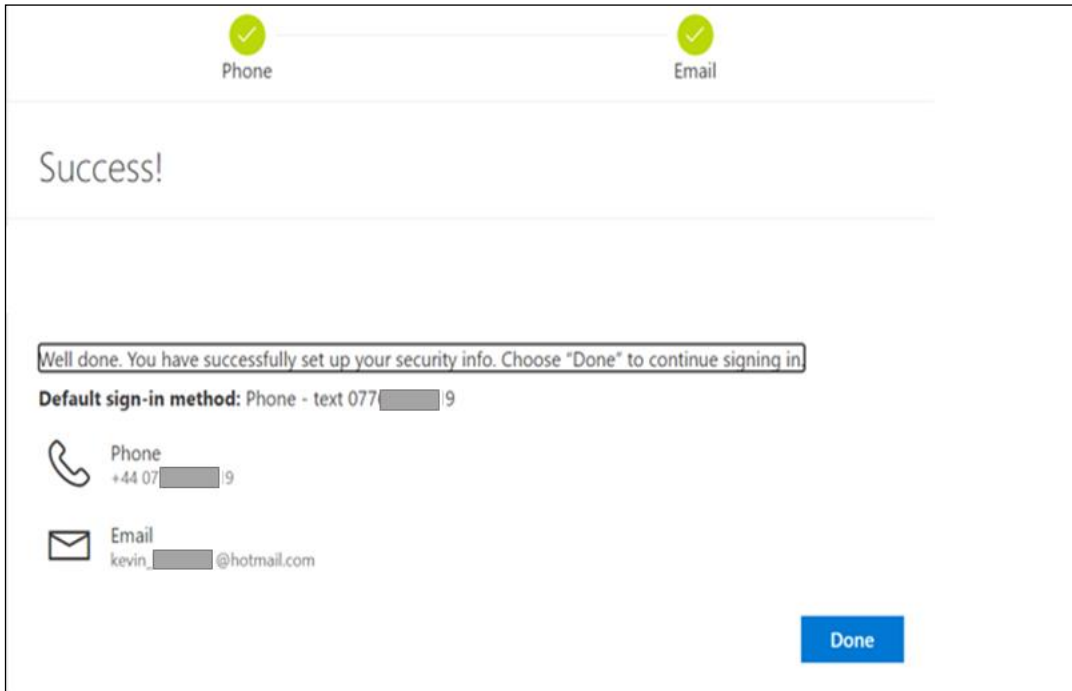 Phone Email
Success!
Well done. You have successfully set up your security info. Choose "Done" to continue signing in.
Default sign-in method: Phone - text 077 9
Phone
+44 07 9
Email
kevin_ @hotmail.com
Done